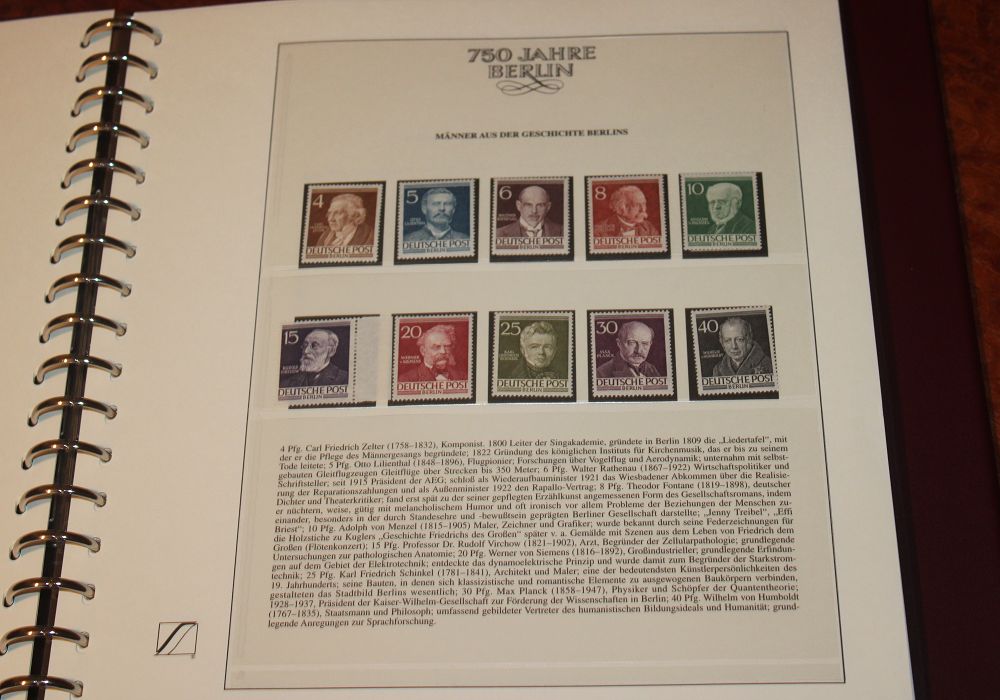 750 JAHRE
BERLIN
MÄNNER AUS DER GESCHICHTE BERLINS
4
DEUTSCHE POST
BERLIN
5
OTTO LILIENTHAL
DEUTSCHE POST
BERLIN
6
WALTHER RATHENAU
DEUTSCHE POST
BERLIN
8
DEUTSCHE POST
BERLIN
10
DEUTSCHE POST
BERLIN
15
RUDOLF VIRCHOW
DEUTSCHE POST
BERLIN
20
WERNER
V. SIEMENS
DEUTSCHE POST
BERLIN
25
KARL
FRIEDRICH
SCHINKEL
DEUTSCHE POST
BERLIN
30
MAX
PLANCK
DEUTSCHE POST
BERLIN
40
WILHELM
V. HUMBOLDT
DEUTSCHE POST
BERLIN
4 Pfg. Carl Friedrich Zelter (1758–1832), Komponist. 1800 Leiter der Singakademie, gründete in Berlin 1809 die „Liedertafel", mit
der er die Pflege des Männergesangs begründete; 1822 Gründung des königlichen Instituts für Kirchenmusik, das er bis zu seinem
Tode leitete; 5 Pfg. Otto Lilienthal (1848–1896), Flugpionier; Forschungen über Vogelflug und Aerodynamik; unternahm mit selbst-
gebauten Gleitflugzeugen Gleitflüge über Strecken bis 350 Meter; 6 Pfg. Walter Rathenau (1867–1922) Wirtschaftspolitiker und
Schriftsteller; seit 1915 Präsident der AEG; schloß als Wiederaufbauminister 1921 das Wiesbadener Abkommen über die Realisie-
rung der Reparationszahlungen und als Außenminister 1922 den Rapallo-Vertrag; 8 Pfg. Theodor Fontane (1819–1898), deutscher
Dichter und Theaterkritiker; fand erst spät zu der seiner gepflegten Erzählkunst angemessenen Form des Gesellschaftsromans, indem
er nüchtern, weise, gütig mit melancholischem Humor und oft ironisch vor allem Probleme der Beziehungen der Menschen zu-
einander, besonders in der durch Standesehre und -bewußtsein geprägten Berliner Gesellschaft darstellte; „Jenny Treibel", „Effi
Briest"; 10 Pfg. Adolph von Menzel (1815–1905) Maler, Zeichner und Grafiker; wurde bekannt durch seine Federzeichnungen für
die Holzstiche zu Kuglers „Geschichte Friedrichs des Großen" später v. a. Gemälde mit Szenen aus dem Leben von Friedrich dem
Großen (Flötenkonzert); 15 Pfg. Professor Dr. Rudolf Virchow (1821–1902), Arzt, Begründer der Zellularpathologie; grundlegende
Untersuchungen zur pathologischen Anatomie; 20 Pfg. Werner von Siemens (1816–1892), Großindustrieller; grundlegende Erfindun-
gen auf dem Gebiet der Elektrotechnik; entdeckte das dynamoelektrische Prinzip und wurde damit zum Begründer der Starkstrom-
technik; 25 Pfg. Karl Friedrich Schinkel (1781–1841), Architekt und Maler; eine der bedeutendsten Künstlerpersönlichkeiten des
19. Jahrhunderts; seine Bauten, in denen sich klassizistische und romantische Elemente zu ausgewogenen Baukörpern verbinden,
gestalteten das Stadtbild Berlins wesentlich; 30 Pfg. Max Planck (1858–1947), Physiker und Schöpfer der Quantentheorie;
1928–1937, Präsident der Kaiser-Wilhelm-Gesellschaft zur Förderung der Wissenschaften in Berlin; 40 Pfg. Wilhelm von Humboldt
(1767–1835), Staatsmann und Philosoph; umfassend gebildeter Vertreter des humanistischen Bildungsideals und Humanität; grund-
legende Anregungen zur Sprachforschung.